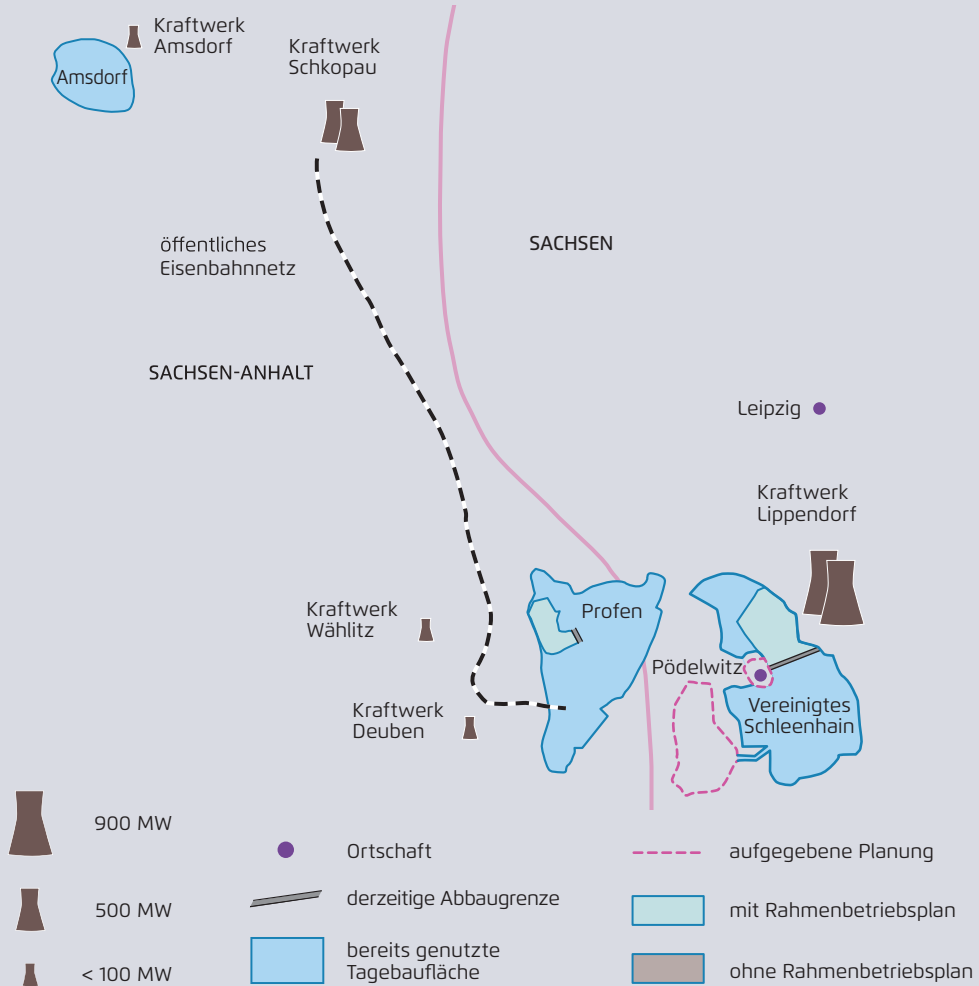 Kraftwerk
Amsdorf
Amsdorf
Kraftwerk
Schkopau
öffentliches
Eisenbahnnetz
SACHSEN
SACHSEN-ANHALT
Leipzig
Kraftwerk
Lippendorf
Kraftwerk
Wählitz
Profen
Pödelwitz
Kraftwerk
Deuben
Vereinigtes
Schleenhain
900 MW
500 MW
< 100 MW
Ortschaft
derzeitige Abbaugrenze
bereits genutzte
Tagebaufläche
aufgegebene Planung
mit Rahmenbetriebsplan
ohne Rahmenbetriebsplan